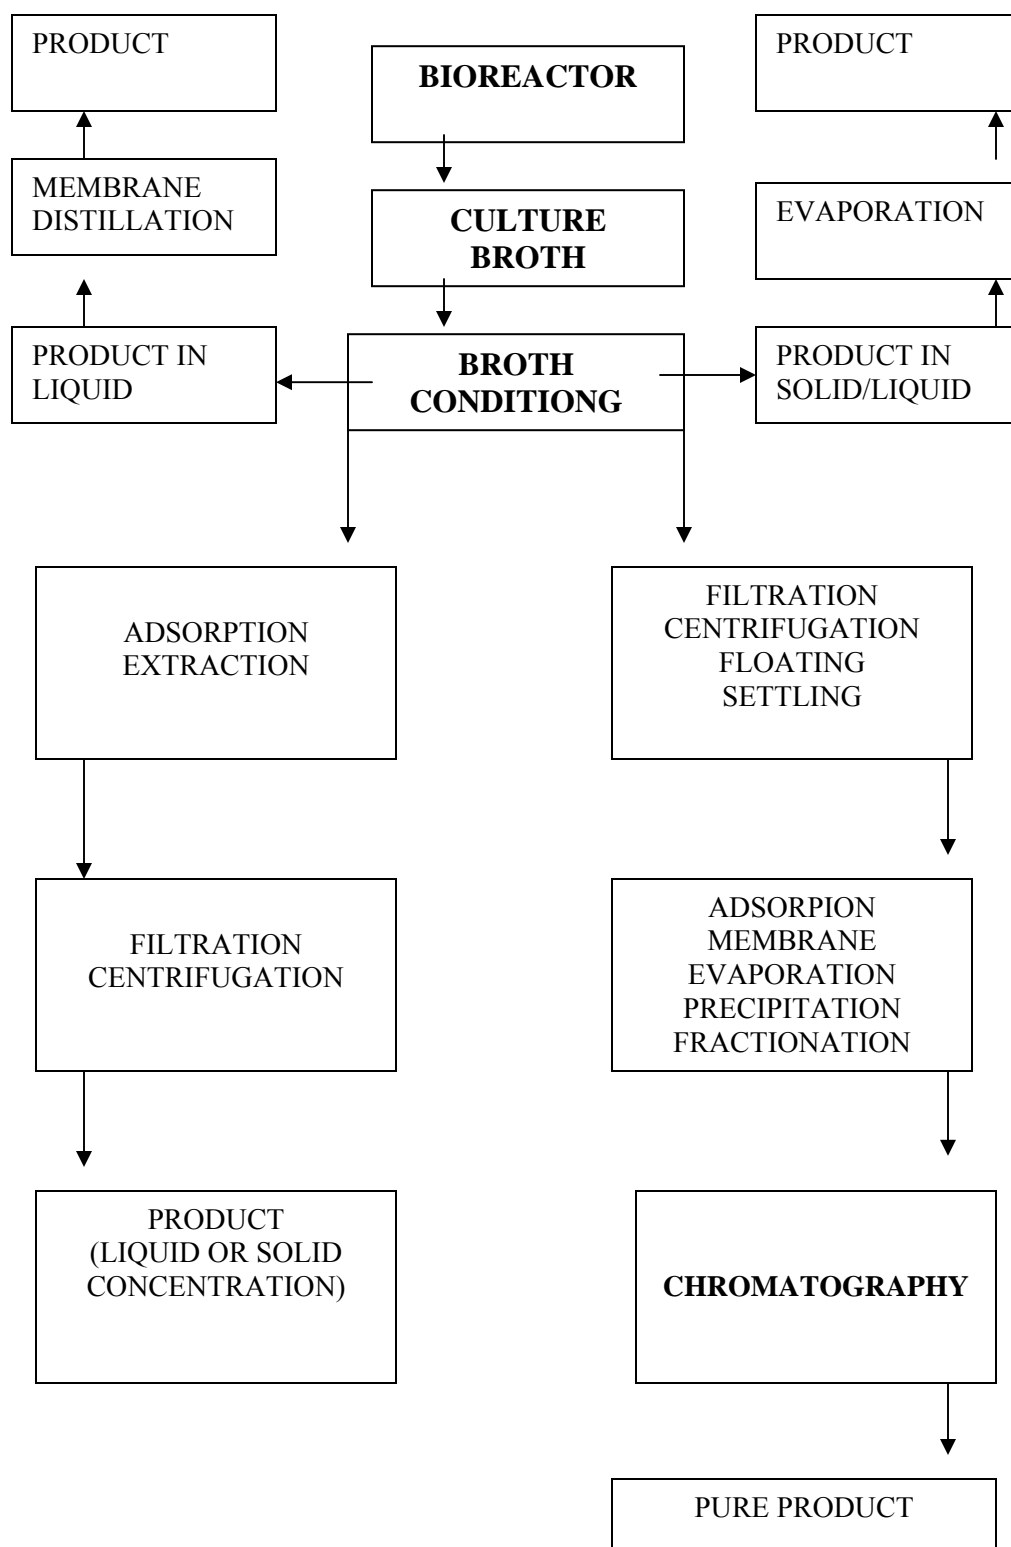 PRODUCT
BIOREACTOR
PRODUCT
MEMBRANE
DISTILLATION
CULTURE
BROTH
EVAPORATION
PRODUCT IN
LIQUID
BROTH
CONDITIONG
PRODUCT IN
SOLID/LIQUID
ADSORPTION
EXTRACTION
FILTRATION
CENTRIFUGATION
FLOATING
SETTLING
FILTRATION
CENTRIFUGATION
ADSORPION
MEMBRANE
EVAPORATION
PRECIPITATION
FRACTIONATION
PRODUCT
(LIQUID OR SOLID
CONCENTRATION)
CHROMATOGRAPHY
PURE PRODUCT